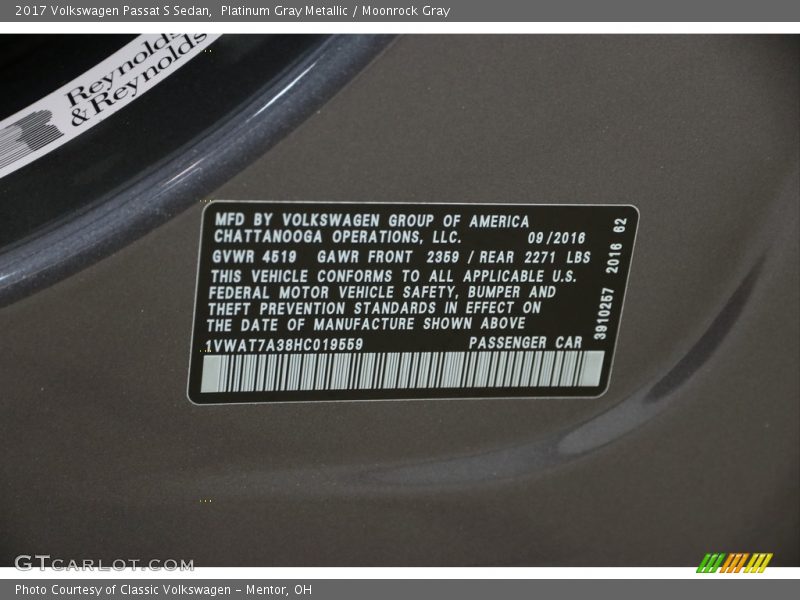 2017 Volkswagen Passat S Sedan, Platinum Gray Metallic / Moonrock Gray
Reynolds
&Reynolds
MFD BY VOLKSWAGEN GROUP OF AMERICA
CHATTANOOGA OPERATIONS, LLC. 09/2016
GVWR 4519 GAWR FRONT 2359 / REAR 2271 LBS
THIS VEHICLE CONFORMS TO ALL APPLICABLE U.S.
FEDERAL MOTOR VEHICLE SAFETY, BUMPER AND
THEFT PREVENTION STANDARDS IN EFFECT ON
THE DATE OF MANUFACTURE SHOWN ABOVE
1VWAT7A38HC019559 PASSENGER CAR
3910257 2016 62
GTCARLOT.COM
Photo Courtesy of Classic Volkswagen - Mentor, OH